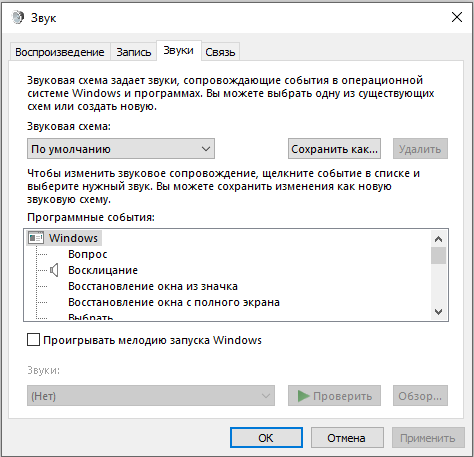 Звук
Воспроизведение Запись Звуки Связь
Звуковая схема задает звуки, сопровождающие события в операционной
системе Windows и программах. Вы можете выбрать одну из существующих
схем или создать новую.
Звуковая схема:
По умолчанию Сохранить как... Удалить
Чтобы изменить звуковое сопровождение, щелкните событие в списке и
выберите нужный звук. Вы можете сохранить изменения как новую
звуковую схему.
Программные события:
Windows
Вопрос
Восклицание
Восстановление окна из значка
Восстановление окна с полного экрана
Выбрать
Проигрывать мелодию запуска Windows
Звуки:
(Нет) Проверить Обзор...
ОК Отмена Применить